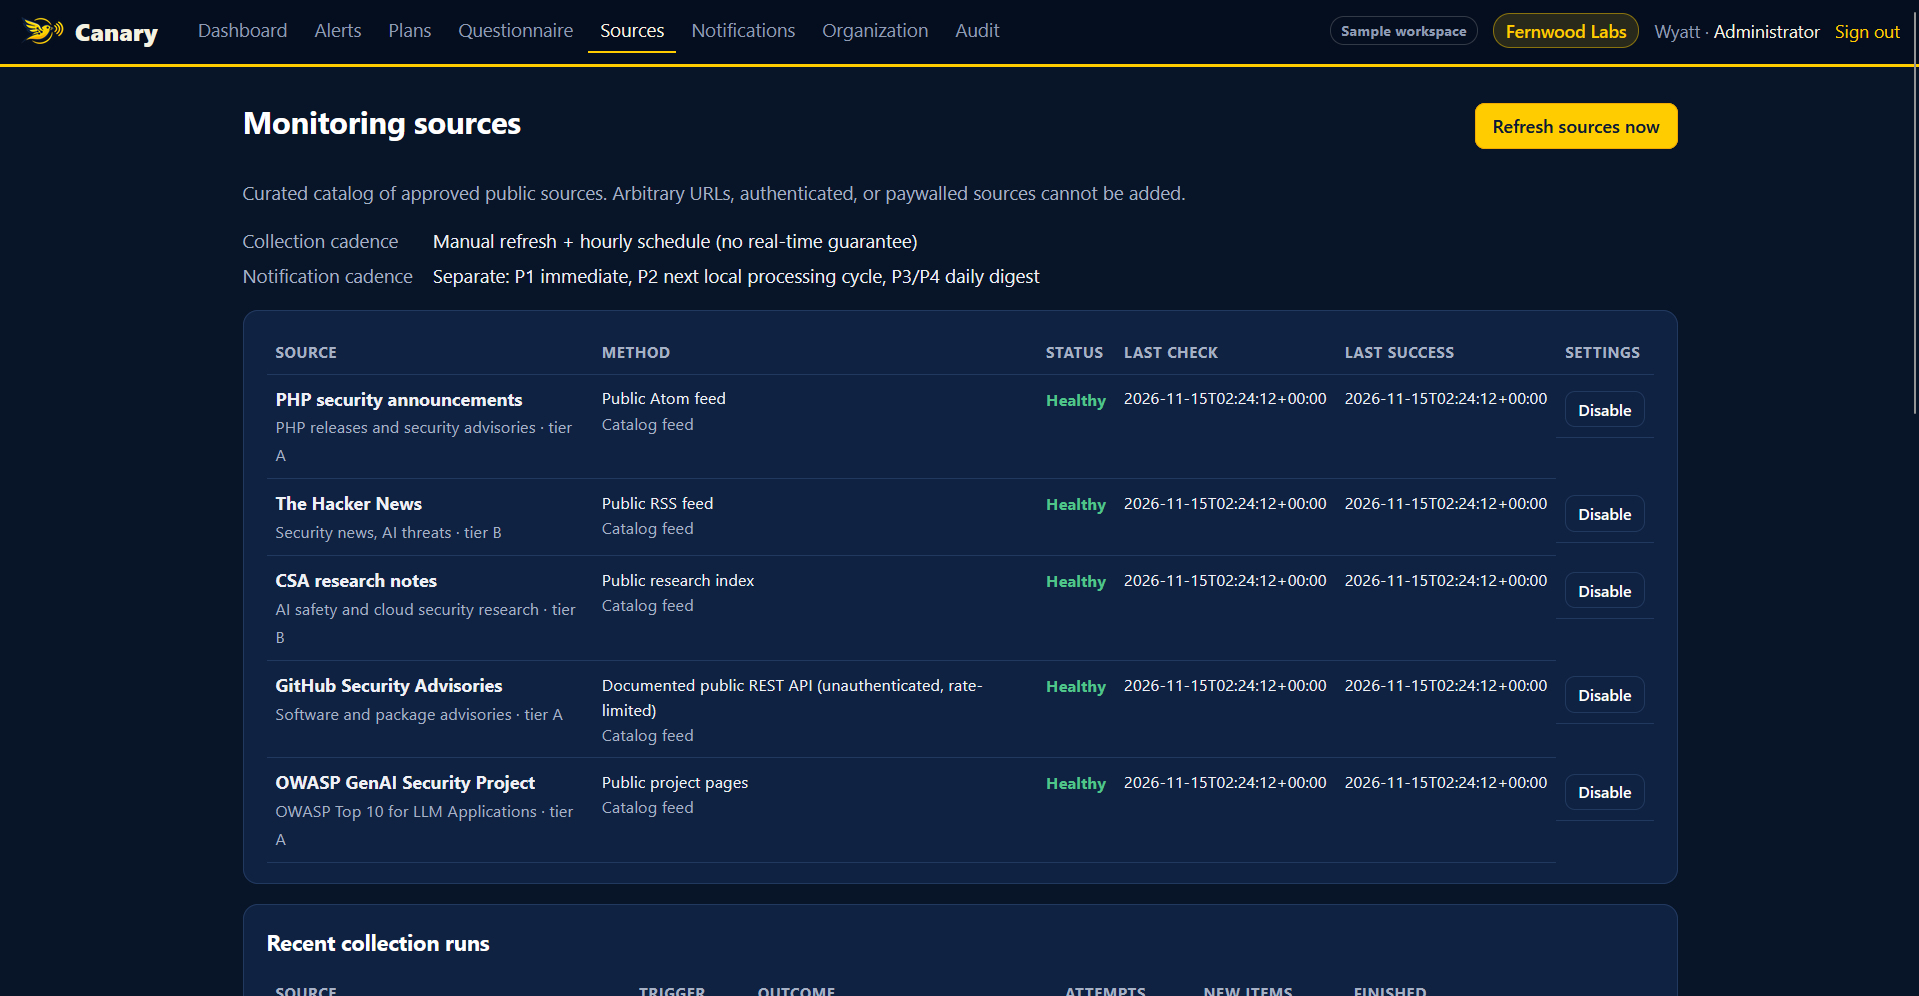 Canary
Dashboard Alerts Plans Questionnaire Sources Notifications Organization Audit
Sample workspace Fernwood Labs Wyatt · Administrator Sign out
Monitoring sources
Refresh sources now
Curated catalog of approved public sources. Arbitrary URLs, authenticated, or paywalled sources cannot be added.
Collection cadence Manual refresh + hourly schedule (no real-time guarantee)
Notification cadence Separate: P1 immediate, P2 next local processing cycle, P3/P4 daily digest
SOURCE METHOD STATUS LAST CHECK LAST SUCCESS SETTINGS
PHP security announcements Public Atom feed Healthy 2026-11-15T02:24:12+00:00 2026-11-15T02:24:12+00:00 Disable
PHP releases and security advisories · tier Catalog feed
A
The Hacker News Public RSS feed Healthy 2026-11-15T02:24:12+00:00 2026-11-15T02:24:12+00:00 Disable
Security news, AI threats · tier B Catalog feed
CSA research notes Public research index Healthy 2026-11-15T02:24:12+00:00 2026-11-15T02:24:12+00:00 Disable
AI safety and cloud security research · tier Catalog feed
B
GitHub Security Advisories Documented public REST API (unauthenticated, rate- Healthy 2026-11-15T02:24:12+00:00 2026-11-15T02:24:12+00:00 Disable
Software and package advisories · tier A limited)
Catalog feed
OWASP GenAI Security Project Public project pages Healthy 2026-11-15T02:24:12+00:00 2026-11-15T02:24:12+00:00 Disable
OWASP Top 10 for LLM Applications · tier Catalog feed
A
Recent collection runs
SOURCE TRIGGER OUTCOME ATTEMPTS NEW ITEMS FINISHED